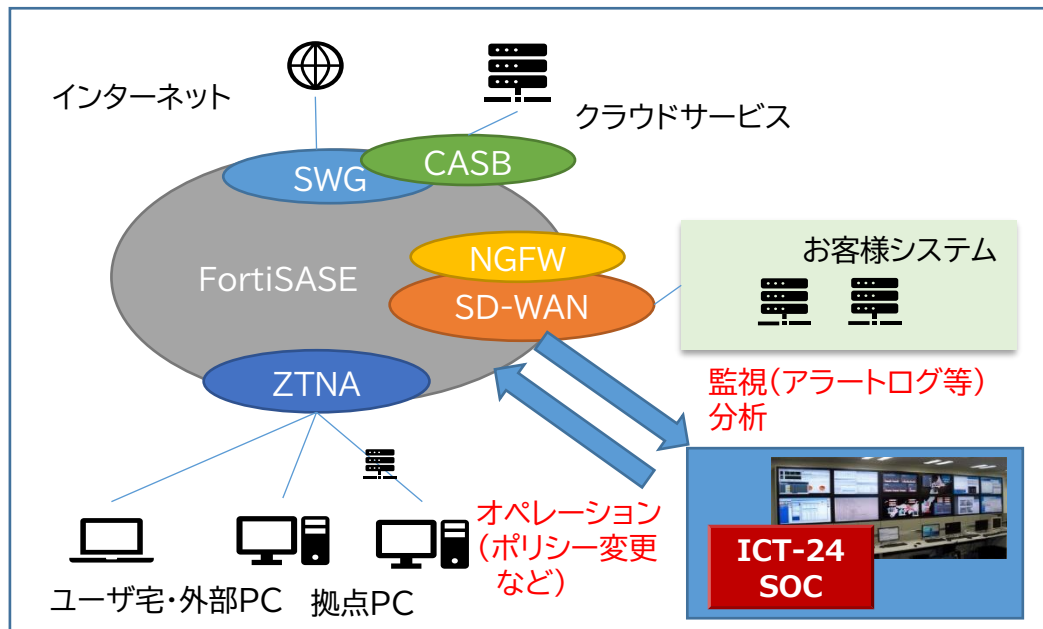 インターネット
クラウドサービス
CASB
SWG
NGFW
お客様システム
FortiSASE
SD-WAN
ZTNA
監視(アラートログ等)
分析
オペレーション
(ポリシー変更
など)
ICT-24
SOC
ユーザ宅・外部PC
拠点PC